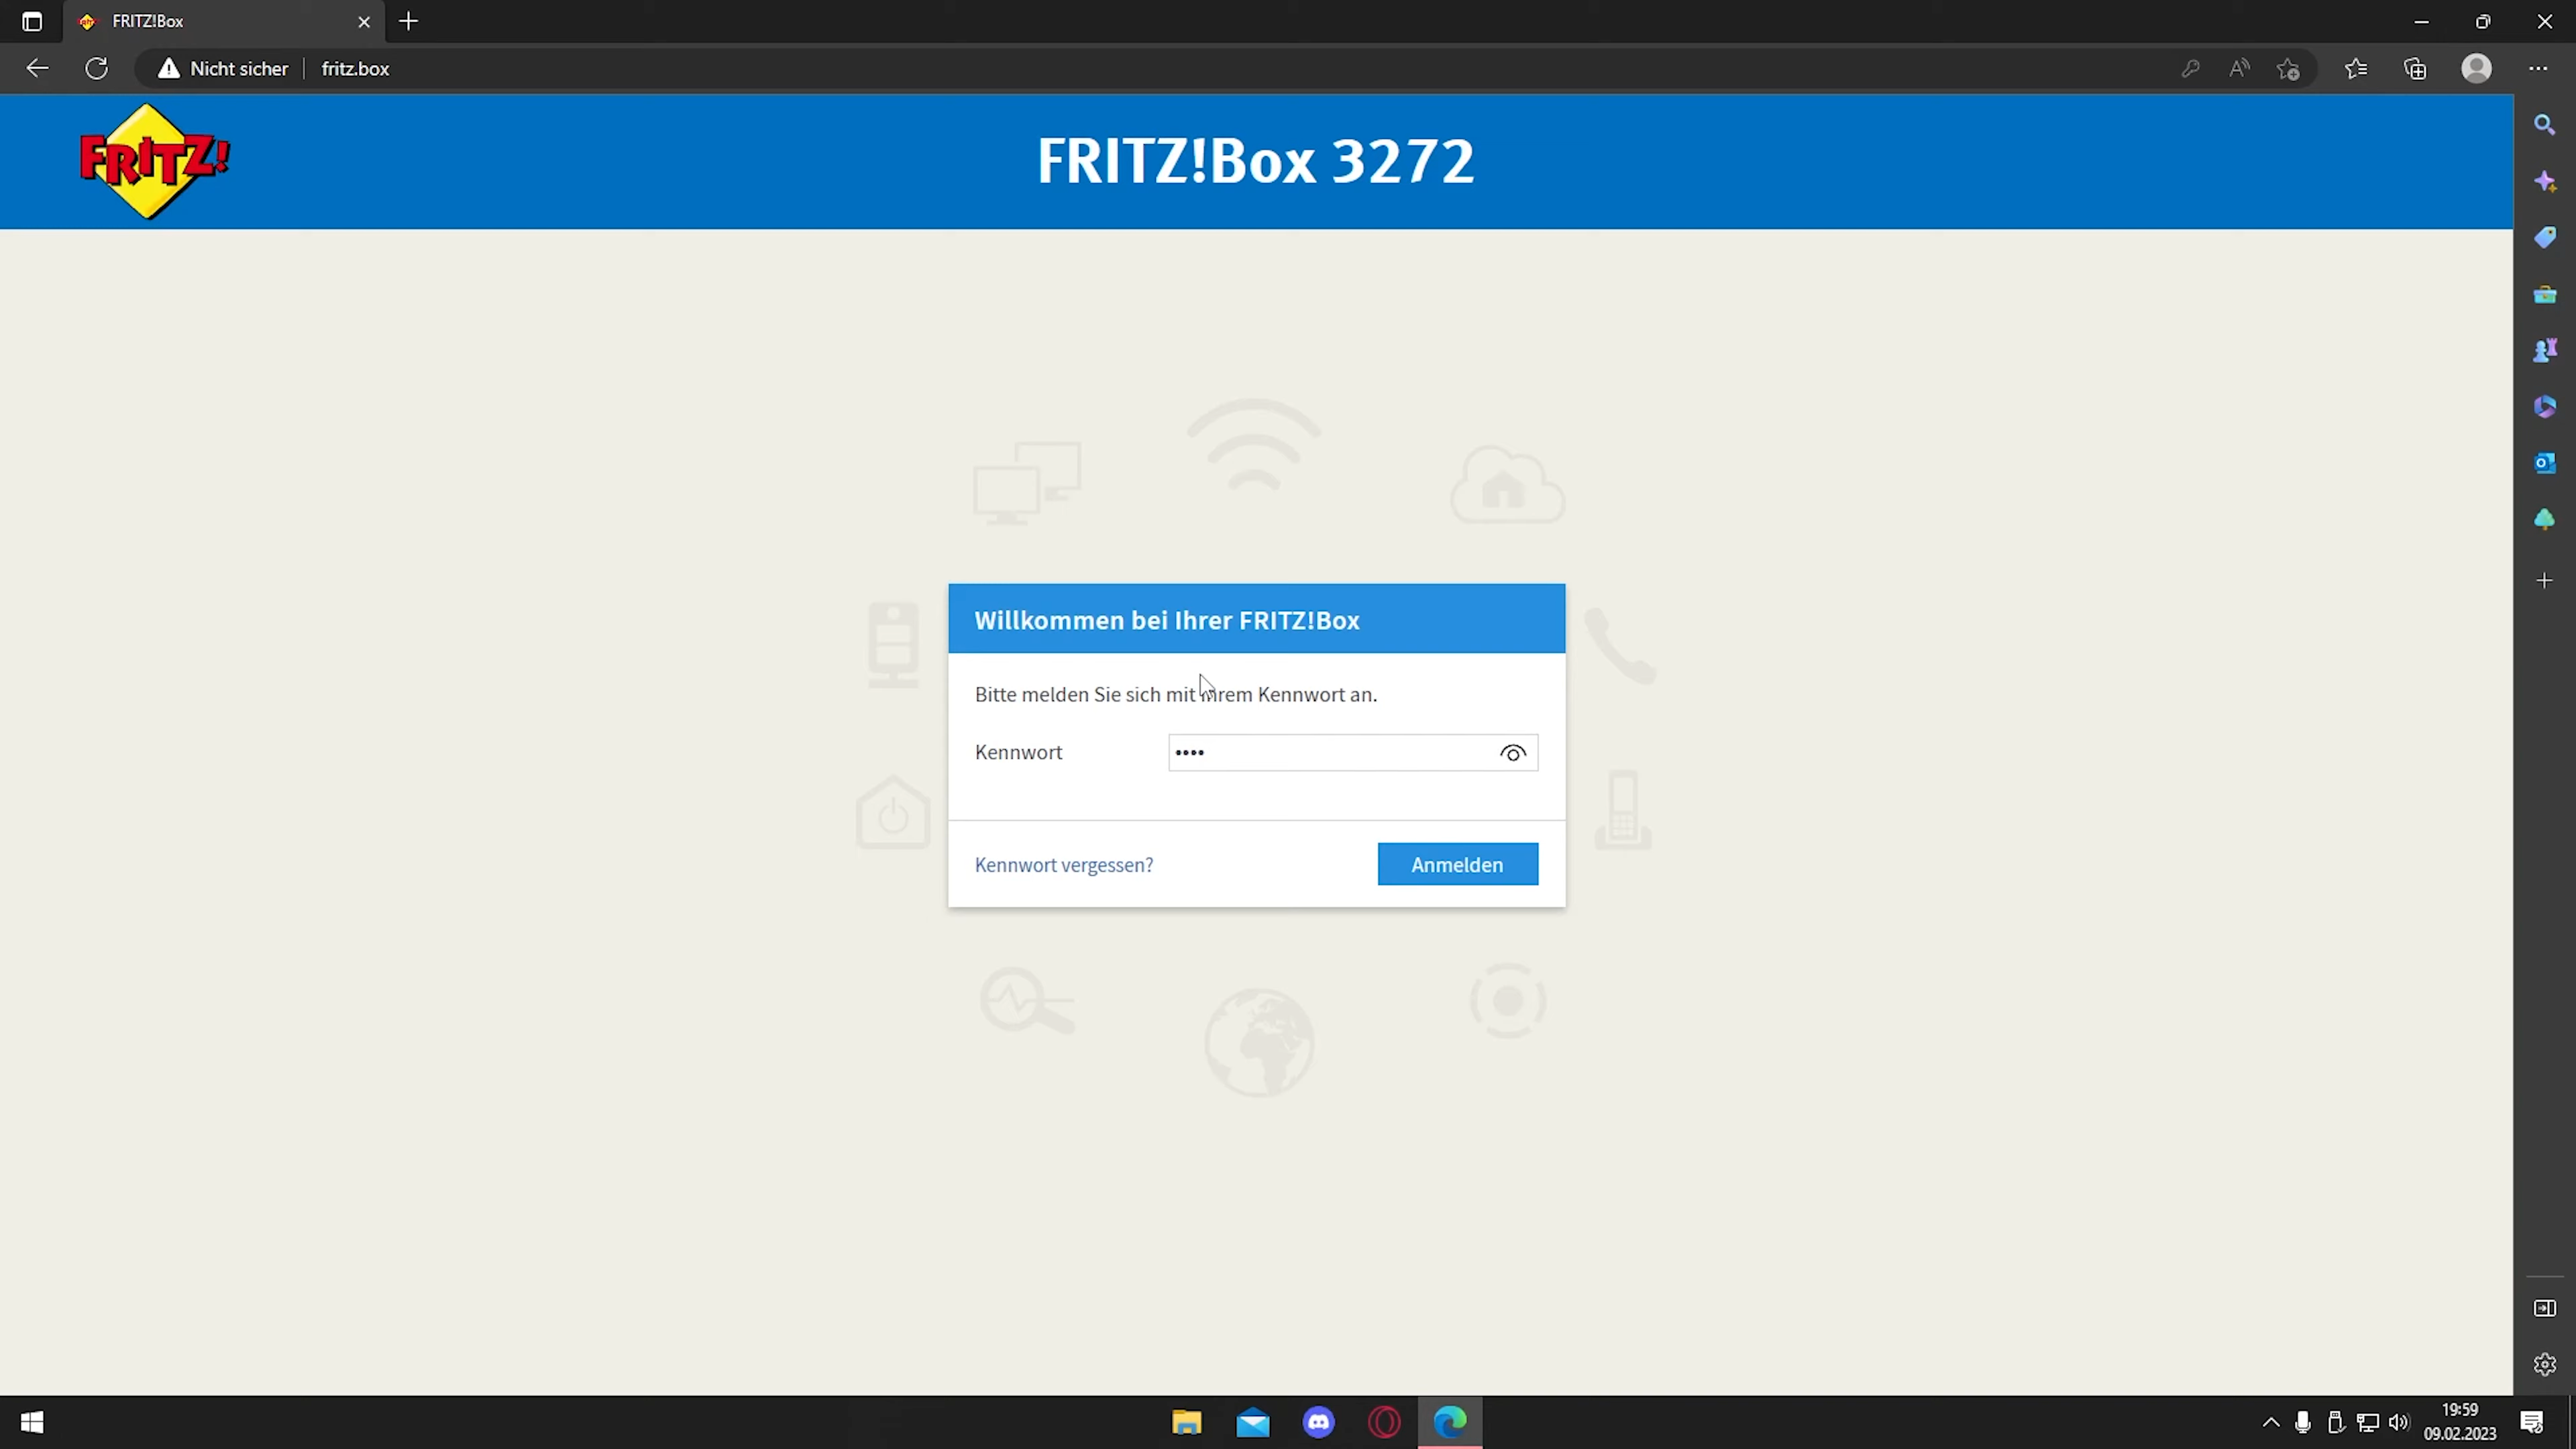 FRITZ!Box
Nicht sicher
fritz.box
FRITZ!
FRITZ!Box 3272
Willkommen bei Ihrer FRITZ!Box
Bitte melden Sie sich mit Ihrem Kennwort an.
Kennwort
••••
Kennwort vergessen?
Anmelden
19:59
09.02.2023